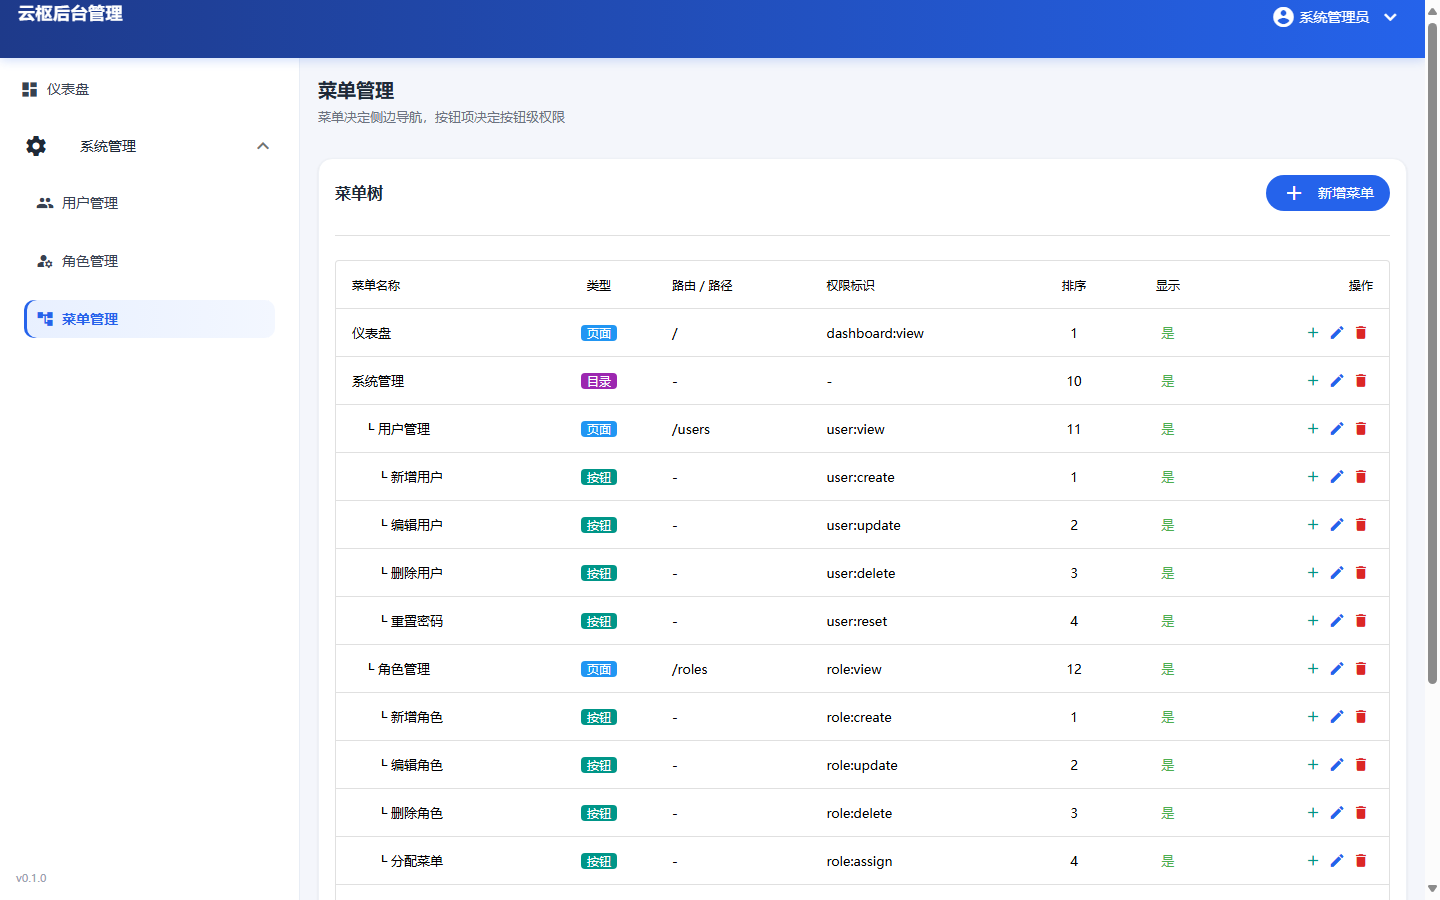 云枢后台管理
系统管理员
仪表盘
系统管理
用户管理
角色管理
菜单管理
v0.1.0
菜单管理
菜单决定侧边导航，按钮项决定按钮级权限
菜单树
新增菜单
菜单名称 类型 路由 / 路径 权限标识 排序 显示 操作
仪表盘 页面 / dashboard:view 1 是
系统管理 目录 - - 10 是
└ 用户管理 页面 /users user:view 11 是
└ 新增用户 按钮 - user:create 1 是
└ 编辑用户 按钮 - user:update 2 是
└ 删除用户 按钮 - user:delete 3 是
└ 重置密码 按钮 - user:reset 4 是
└ 角色管理 页面 /roles role:view 12 是
└ 新增角色 按钮 - role:create 1 是
└ 编辑角色 按钮 - role:update 2 是
└ 删除角色 按钮 - role:delete 3 是
└ 分配菜单 按钮 - role:assign 4 是